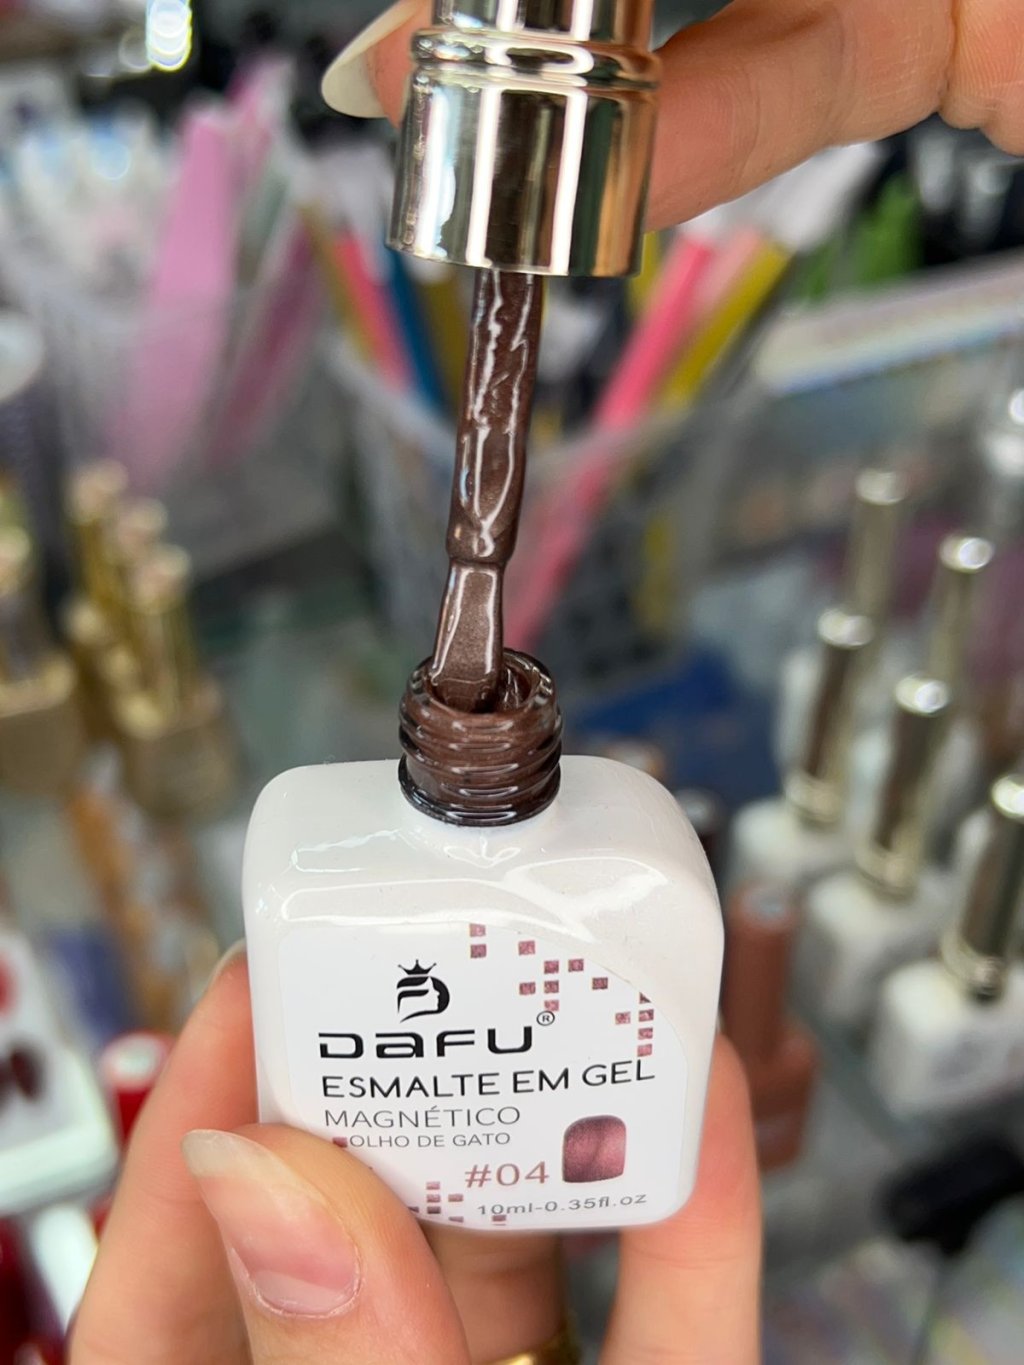 DAFU®
ESMALTE EM GEL
MAGNÉTICO
OLHO DE GATO
#04
10ml-0.35fl.oz